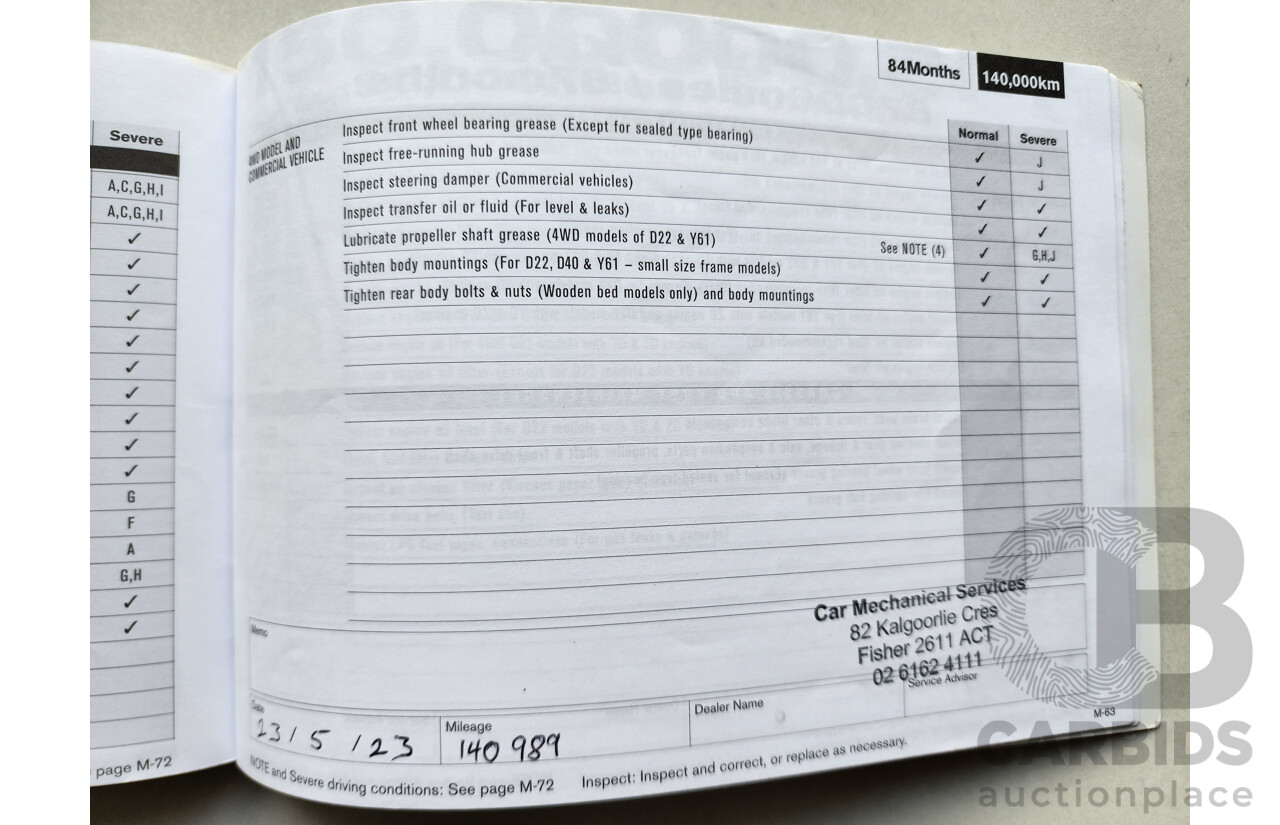 Severe
A,C,G,H,I
A,C,G,H,I
✓
✓
✓
✓
✓
✓
✓
✓
✓
✓
G
F
A
G,H
✓
✓
page M-72
84Months 140,000km
Normal Severe
4WD MODEL AND
COMMERCIAL VEHICLE
Inspect front wheel bearing grease (Except for sealed type bearing) ✓ J
Inspect free-running hub grease ✓ J
Inspect steering damper (Commercial vehicles) ✓ ✓
Inspect transfer oil or fluid (For level & leaks) ✓ ✓
Lubricate propeller shaft grease (4WD models of D22 & Y61) See NOTE (4) ✓ G,H,J
Tighten body mountings (For D22, D40 & Y61 – small size frame models) ✓ ✓
Tighten rear body bolts & nuts (Wooden bed models only) and body mountings ✓ ✓
Memo
Car Mechanical Services
82 Kalgoorlie Cres
Fisher 2611 ACT
02 6162 4111
Date
23 / 5 / 23
Mileage
140 989
Dealer Name
Service Advisor
M-63
NOTE and Severe driving conditions: See page M-72 Inspect: Inspect and correct, or replace as necessary.
CARBIDS
auctionplace